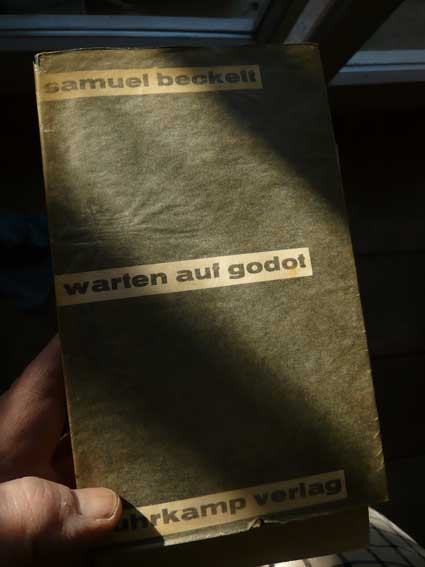 samuel beckett
warten auf godot
uhrkamp verlag